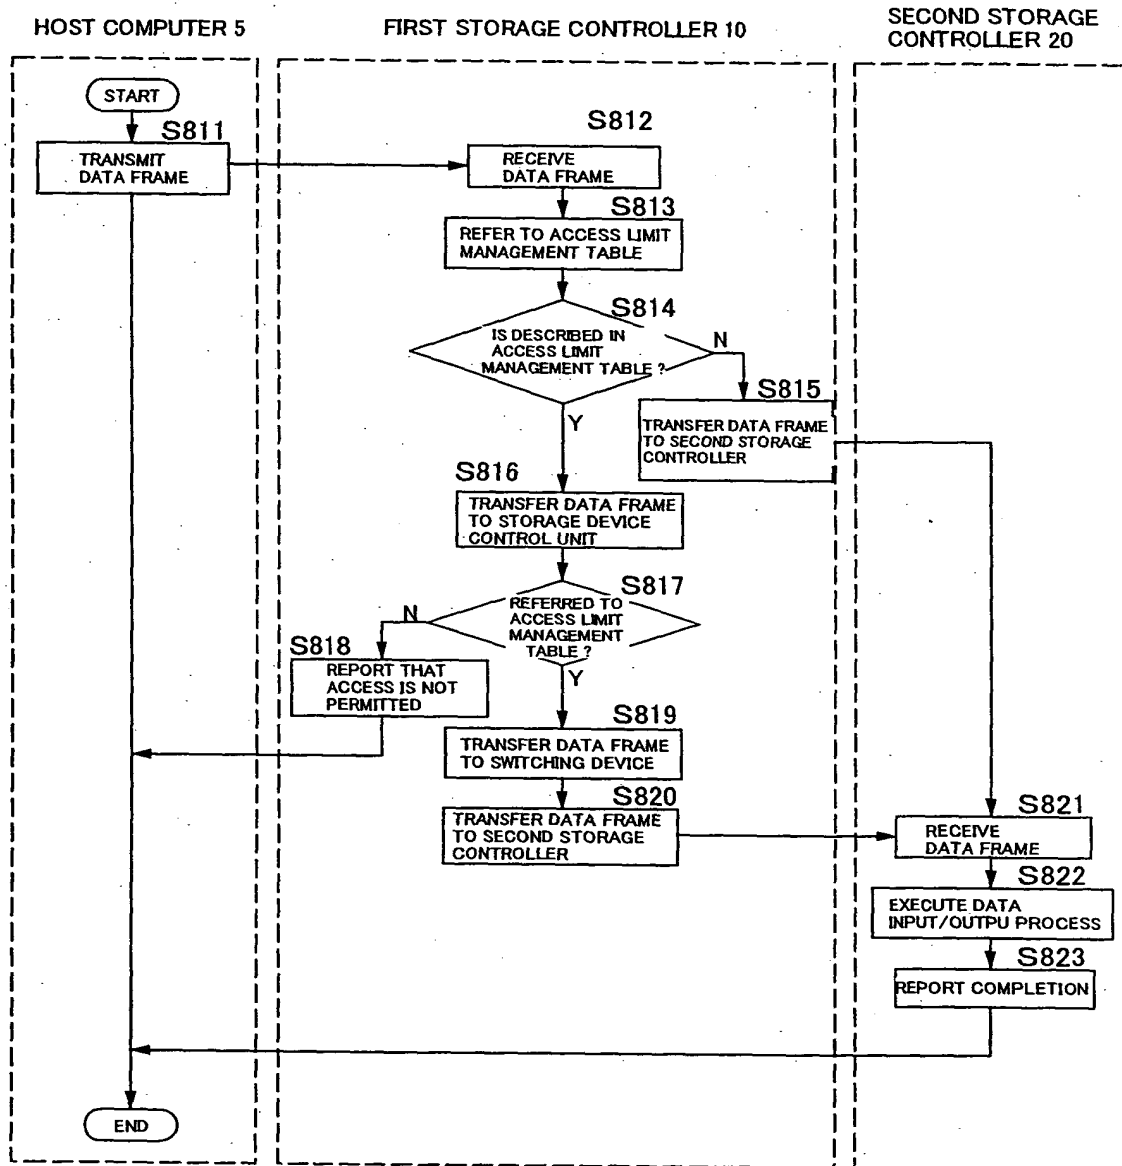 HOST COMPUTER 5
FIRST STORAGE CONTROLLER 10
SECOND STORAGE
CONTROLLER 20
START
S811
TRANSMIT
DATA FRAME
S812
RECEIVE
DATA FRAME
S813
REFER TO ACCESS LIMIT
MANAGEMENT TABLE
S814
IS DESCRIBED IN
ACCESS LIMIT
MANAGEMENT TABLE ?
N
Y
S815
TRANSFER DATA FRAME
TO SECOND STORAGE
CONTROLLER
S816
TRANSFER DATA FRAME
TO STORAGE DEVICE
CONTROL UNIT
S817
REFERRED TO
ACCESS LIMIT
MANAGEMENT
TABLE ?
N
Y
S818
REPORT THAT
ACCESS IS NOT
PERMITTED
S819
TRANSFER DATA FRAME
TO SWITCHING DEVICE
S820
TRANSFER DATA FRAME
TO SECOND STORAGE
CONTROLLER
S821
RECEIVE
DATA FRAME
S822
EXECUTE DATA
INPUT/OUTPU PROCESS
S823
REPORT COMPLETION
END